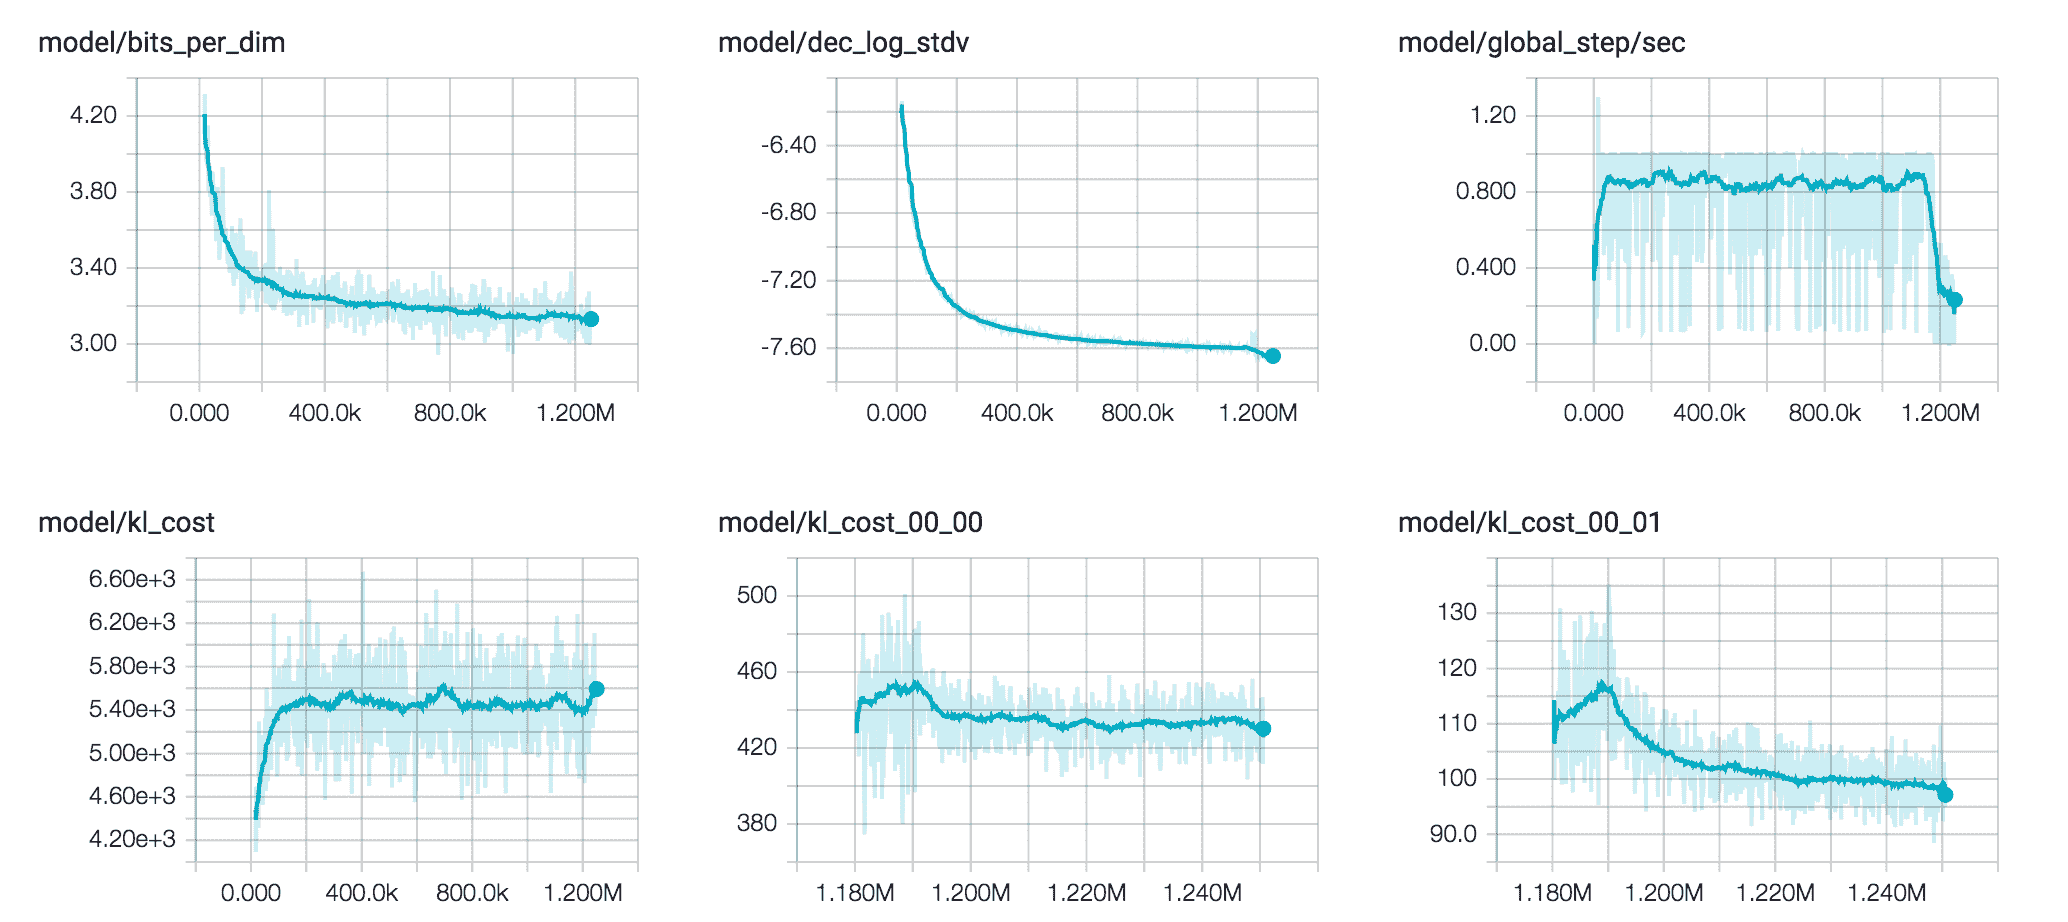 model/bits_per_dim
4.20
3.80
3.40
3.00
0.000 400.0k 800.0k 1.200M
model/dec_log_stdv
-6.40
-6.80
-7.20
-7.60
0.000 400.0k 800.0k 1.200M
model/global_step/sec
1.20
0.800
0.400
0.00
0.000 400.0k 800.0k 1.200M
model/kl_cost
6.60e+3
6.20e+3
5.80e+3
5.40e+3
5.00e+3
4.60e+3
4.20e+3
0.000 400.0k 800.0k 1.200M
model/kl_cost_00_00
500
460
420
380
1.180M 1.200M 1.220M 1.240M
model/kl_cost_00_01
130
120
110
100
90.0
1.180M 1.200M 1.220M 1.240M